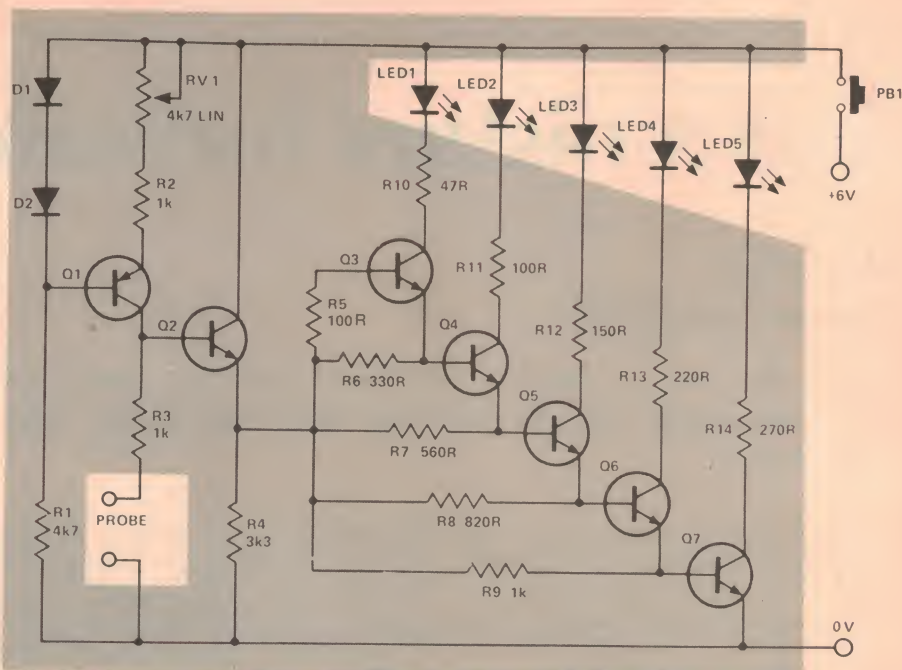 D1
RV 1
4k7 LIN
LED1
LED2
LED3
LED4
LED5
PB1
+6V
D2
R2
1k
R10
47R
Q1
Q3
R11
100R
Q2
R5
100R
Q4
R12
150R
R6 330R
R13
220R
R3
1k
Q5
R14
270R
R7 560R
Q6
R1
4k7
PROBE
R4
3k3
R8 820R
Q7
R9 1k
0V